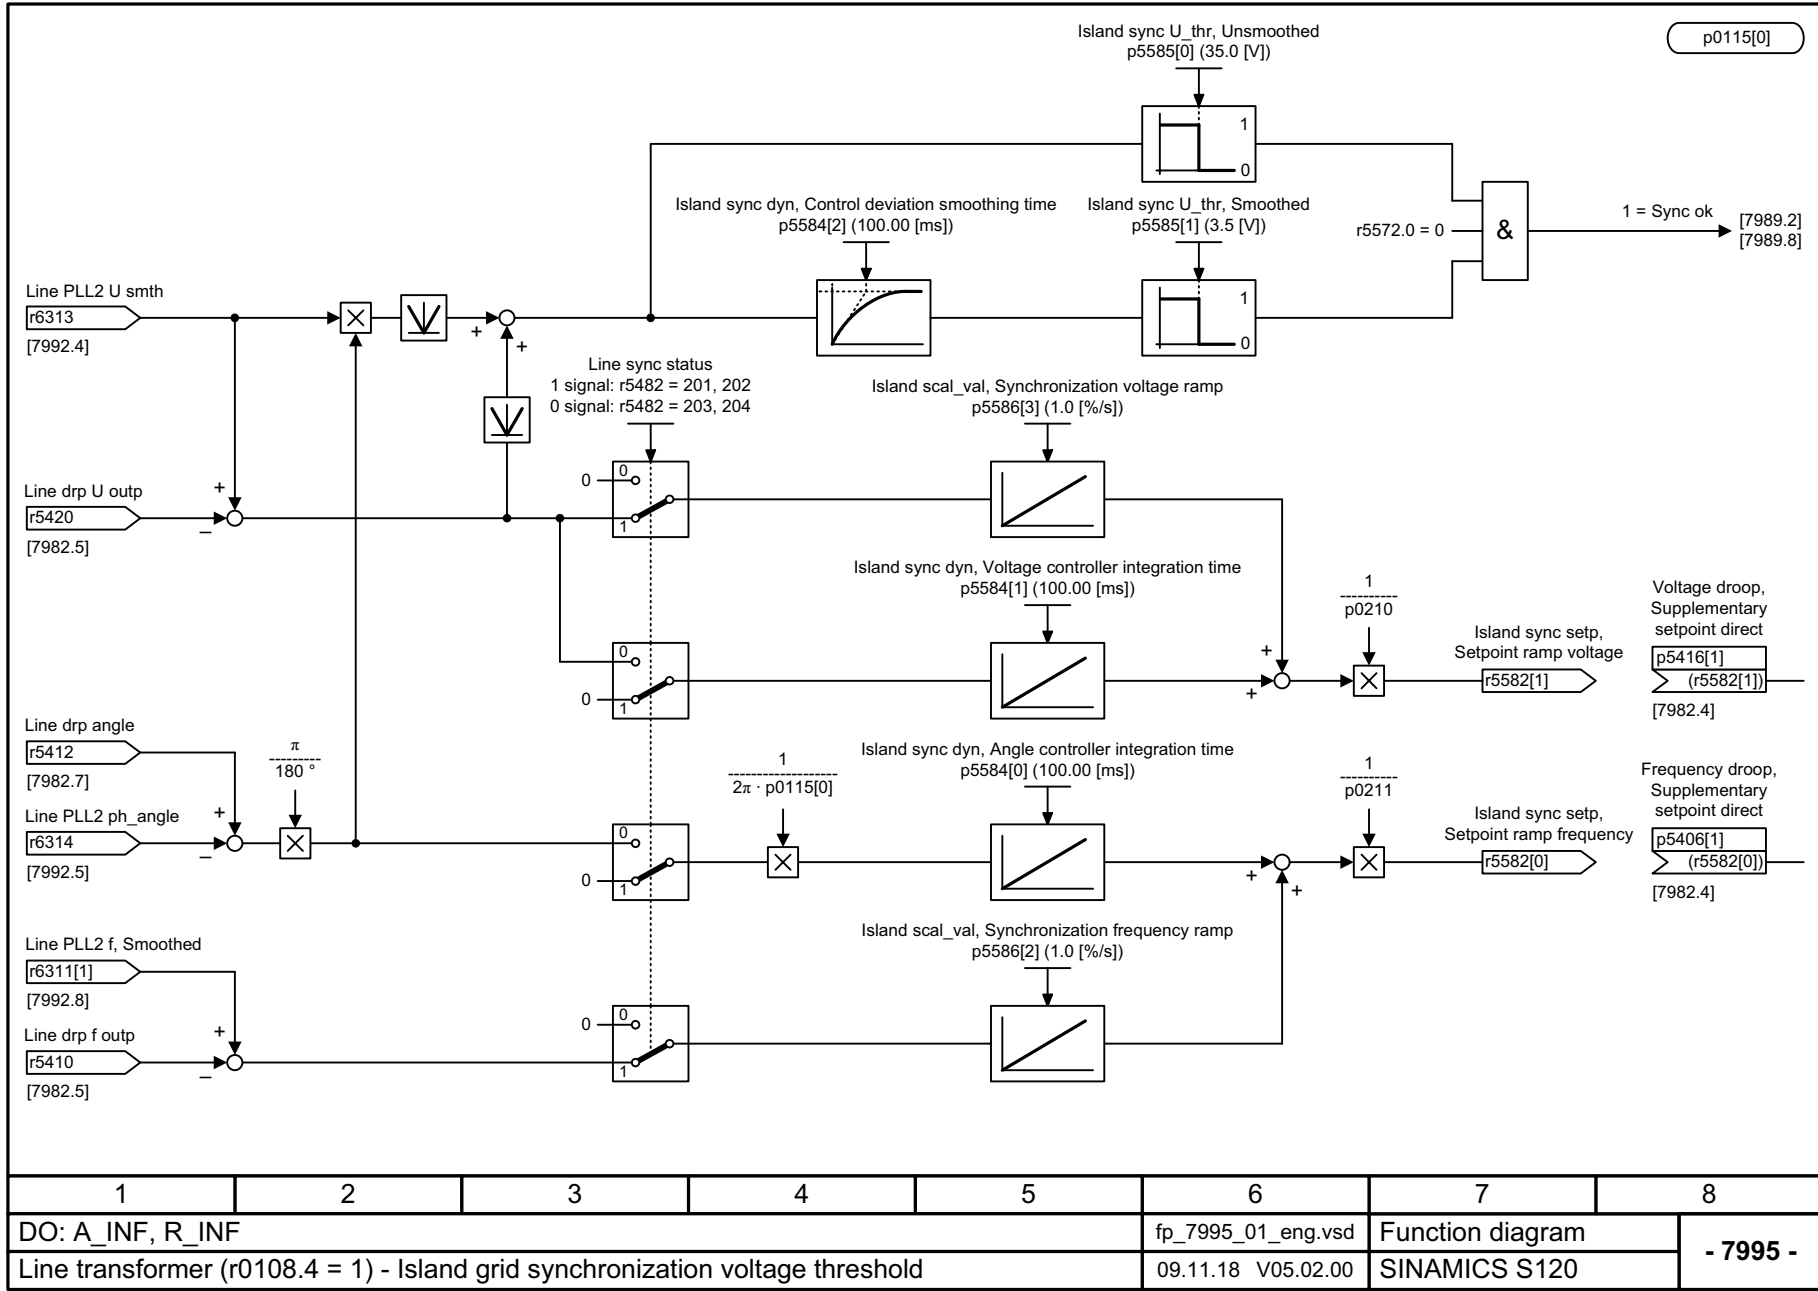 Island sync U_thr, Unsmoothed
p5585[0] (35.0 [V])
p0115[0]
1
0
Island sync dyn, Control deviation smoothing time
p5584[2] (100.00 [ms])
Island sync U_thr, Smoothed
p5585[1] (3.5 [V])
r5572.0 = 0
&
1 = Sync ok
[7989.2]
[7989.8]
1
0
Line PLL2 U smth
r6313
[7992.4]
+
+
Line sync status
1 signal: r5482 = 201, 202
0 signal: r5482 = 203, 204
Island scal_val, Synchronization voltage ramp
p5586[3] (1.0 [%/s])
Line drp U outp
r5420
[7982.5]
+
–
0
0
1
Island sync dyn, Voltage controller integration time
p5584[1] (100.00 [ms])
0
0
1
+
+
1
p0210
Island sync setp,
Setpoint ramp voltage
r5582[1]
Voltage droop,
Supplementary
setpoint direct
p5416[1]
(r5582[1])
[7982.4]
Line drp angle
r5412
[7982.7]
Line PLL2 ph_angle
r6314
[7992.5]
+
–
π
180 °
0
0
1
1
2π · p0115[0]
Island sync dyn, Angle controller integration time
p5584[0] (100.00 [ms])
+
+
1
p0211
Island sync setp,
Setpoint ramp frequency
r5582[0]
Frequency droop,
Supplementary
setpoint direct
p5406[1]
(r5582[0])
[7982.4]
Island scal_val, Synchronization frequency ramp
p5586[2] (1.0 [%/s])
Line PLL2 f, Smoothed
r6311[1]
[7992.8]
Line drp f outp
r5410
[7982.5]
+
–
0
0
1
1 2 3 4 5 6 7 8
DO: A_INF, R_INF
fp_7995_01_eng.vsd
Function diagram
- 7995 -
Line transformer (r0108.4 = 1) - Island grid synchronization voltage threshold
09.11.18 V05.02.00
SINAMICS S120